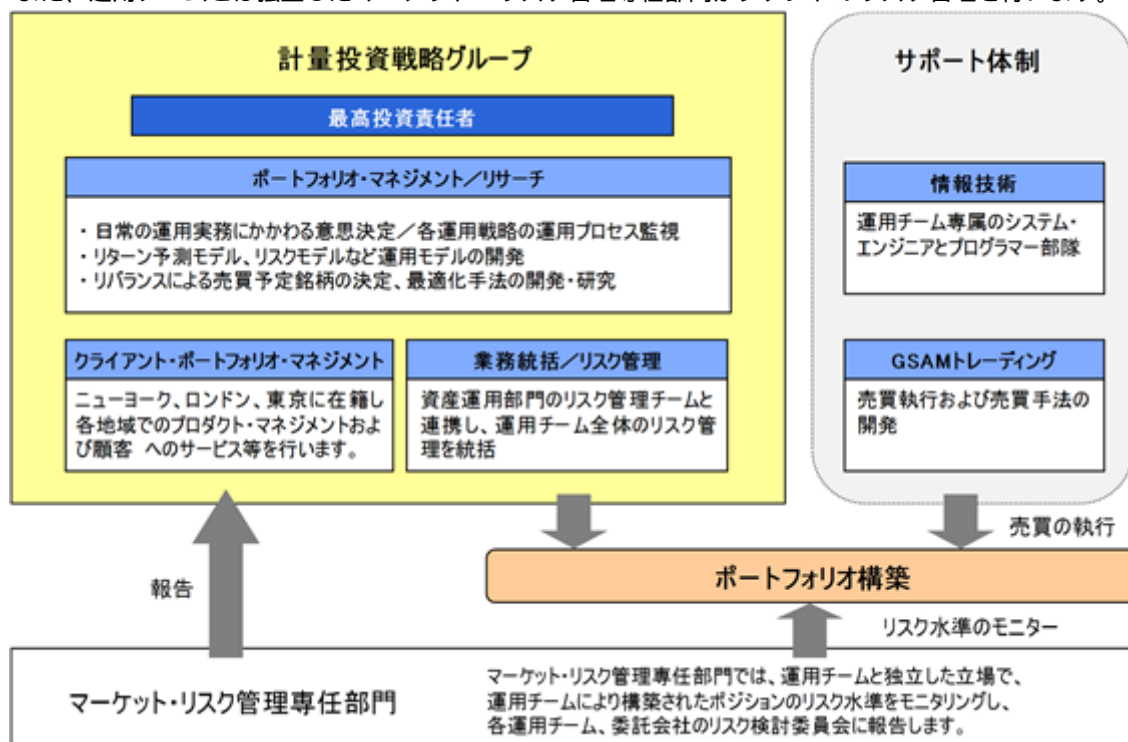 計量投資戦略グループ
最高投資責任者
ポートフォリオ・マネジメント／リサーチ
・日常の運用実務にかかわる意思決定／各運用戦略の運用プロセス監視
・リターン予測モデル、リスクモデルなど運用モデルの開発
・リバランスによる売買予定銘柄の決定、最適化手法の開発・研究
クライアント・ポートフォリオ・マネジメント
ニューヨーク、ロンドン、東京に在籍し
各地域でのプロダクト・マネジメントおよ
び顧客 へのサービス等を行います。
業務統括／リスク管理
資産運用部門のリスク管理チームと
連携し、運用チーム全体のリスク管
理を統括
サポート体制
情報技術
運用チーム専属のシステム・
エンジニアとプログラマー部隊
GSAMトレーディング
売買執行および売買手法の
開発
売買の執行
報告
ポートフォリオ構築
リスク水準のモニター
マーケット・リスク管理専任部門
マーケット・リスク管理専任部門では、運用チームと独立した立場で、
運用チームにより構築されたポジションのリスク水準をモニタリングし、
各運用チーム、委託会社のリスク検討委員会に報告します。